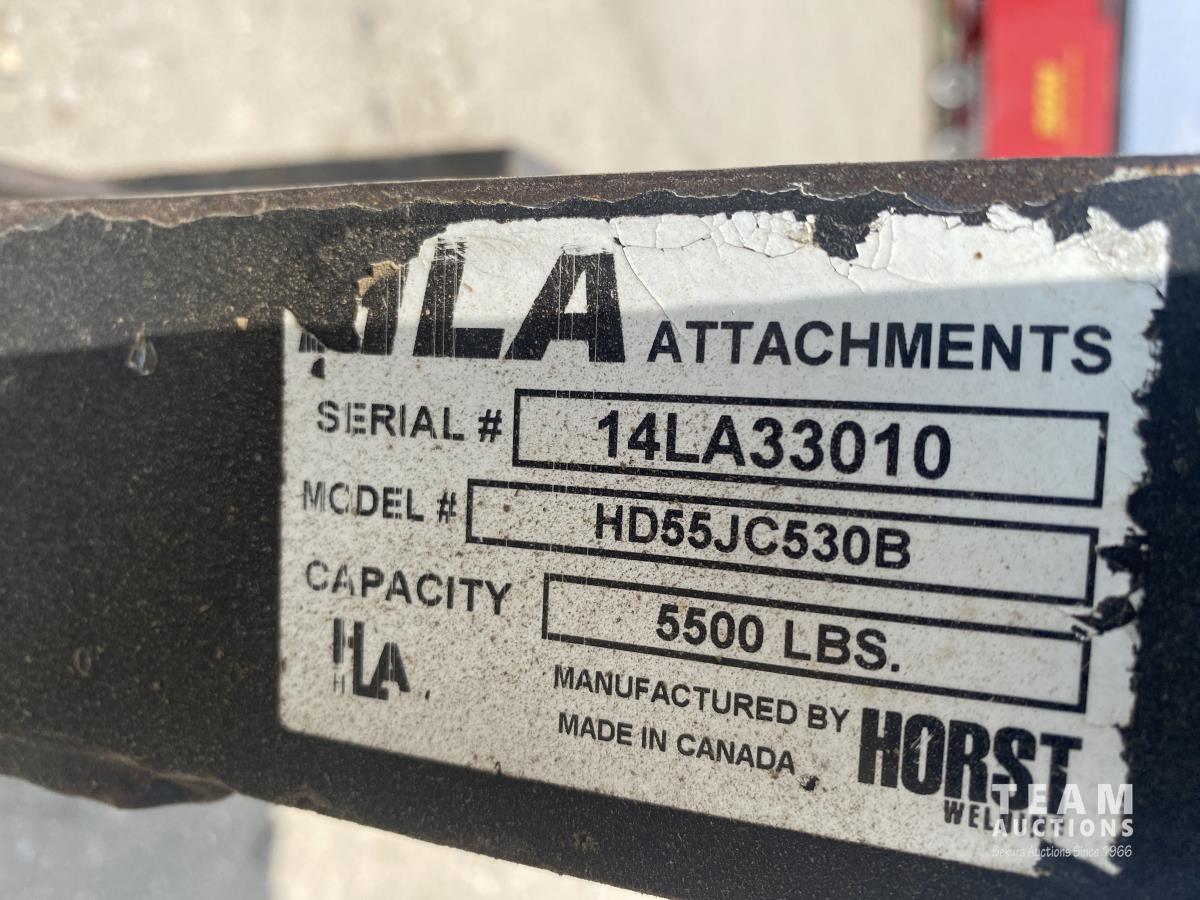 HLA ATTACHMENTS
SERIAL # 14LA33010
MODEL # HD55JC530B
CAPACITY 5500 LBS.
HLA
MANUFACTURED BY HORST
MADE IN CANADA
TEAM
AUCTIONS
Sekura Auctions Since 1966